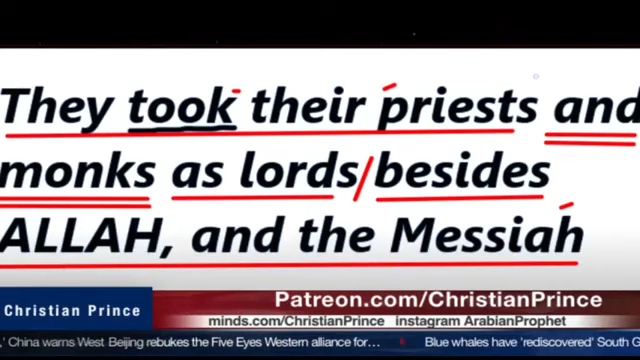 They took their priests and
monks as lords/besides
ALLAH, and the Messiah
Christian Prince
Patreon.com/ChristianPrince
minds.com/ChristianPrince instagram ArabianProphet
, China warns West. Beijing rebukes the Five Eyes Western alliance for… • Blue whales have 'rediscovered' South G